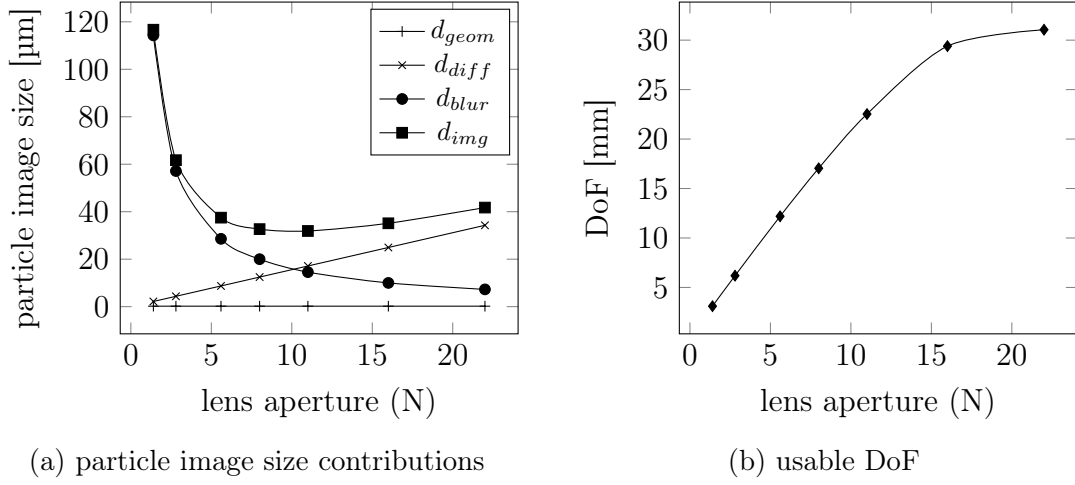 120
100
80
60
40
20
0
particle image size [µm]
0 5 10 15 20
lens aperture (N)
d_geom
d_diff
d_blur
d_img
(a) particle image size contributions
30
25
20
15
10
5
DoF [mm]
0 5 10 15 20
lens aperture (N)
(b) usable DoF